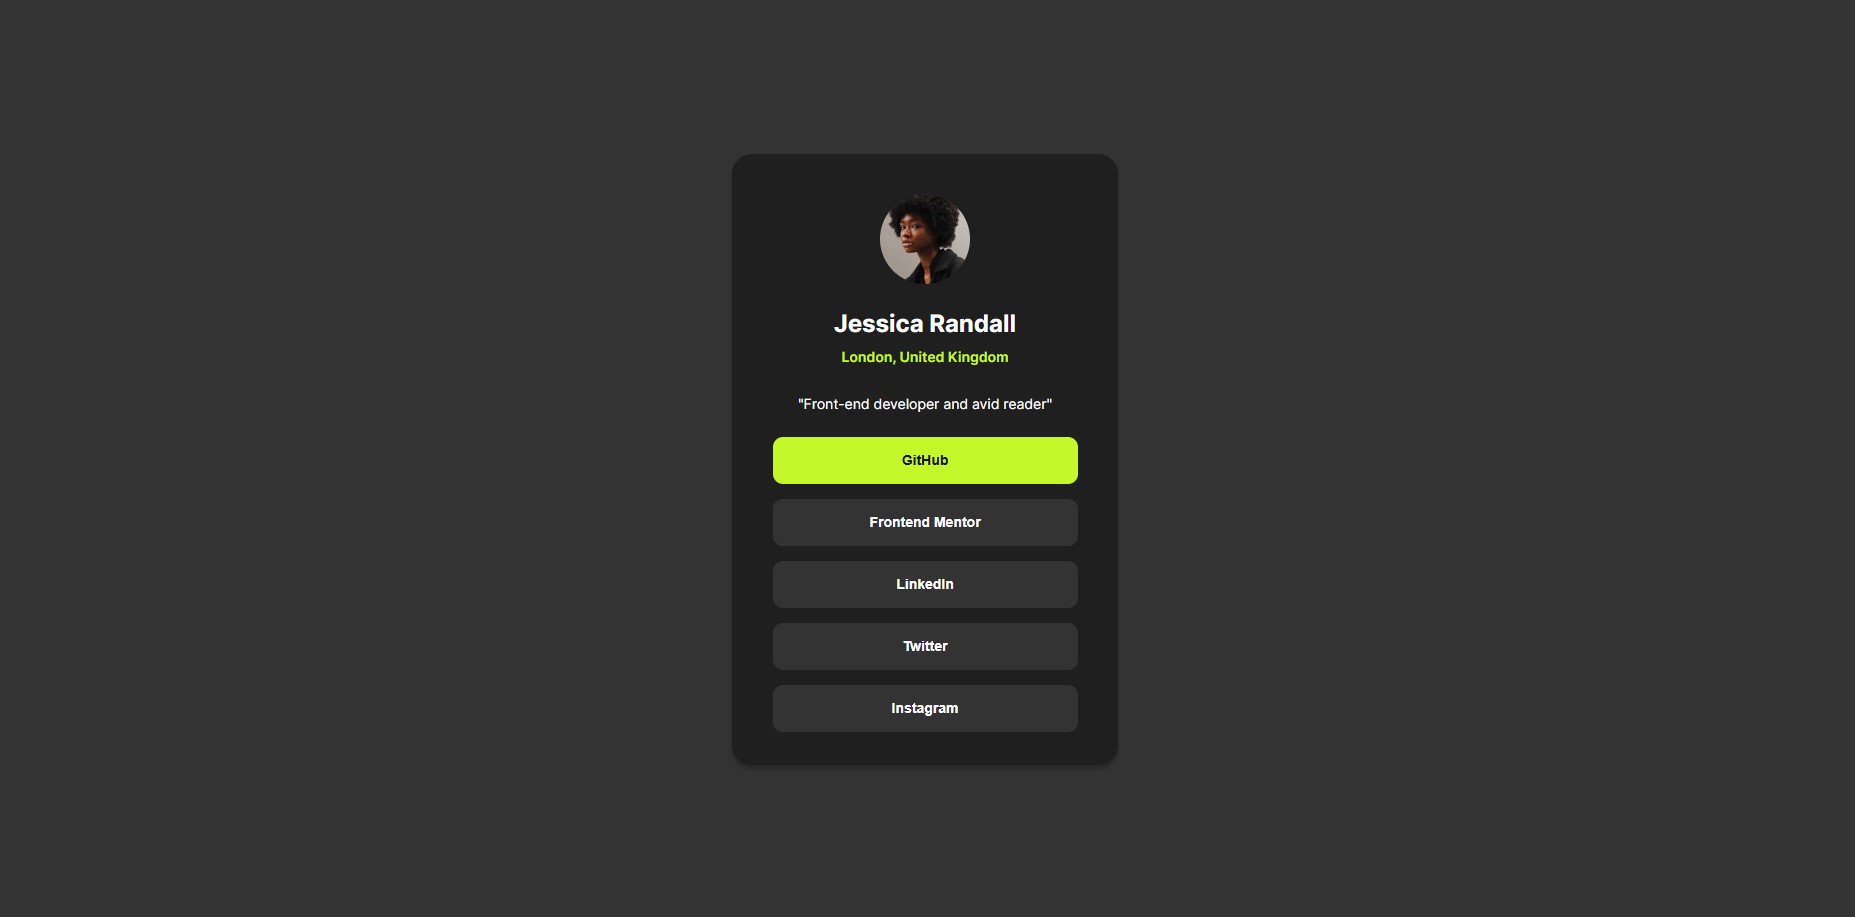 Jessica Randall
London, United Kingdom
"Front-end developer and avid reader"
GitHub
Frontend Mentor
LinkedIn
Twitter
Instagram